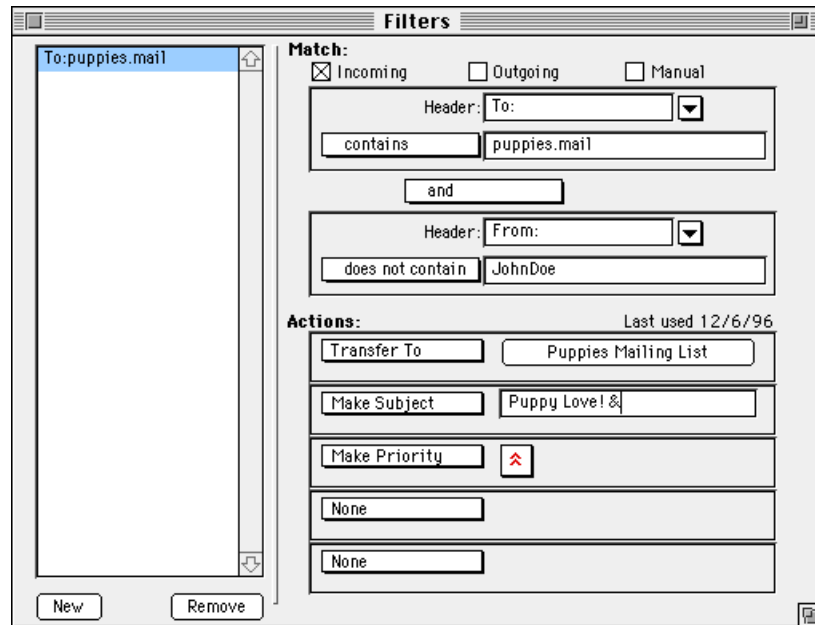 Filters
To:puppies.mail
New
Remove
Match:
Incoming Outgoing Manual
Header: To:
contains puppies.mail
and
Header: From:
does not contain JohnDoe
Actions: Last used 12/6/96
Transfer To Puppies Mailing List
Make Subject Puppy Love! &
Make Priority
None
None